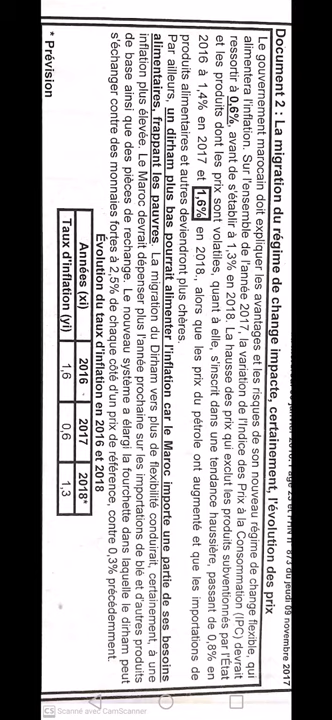 873 du jeudi 09 novembre 2017
Document 2 : La migration du régime de change impacte, certainement, l'évolution des prix
Le gouvernement marocain doit expliquer les avantages et les risques de son nouveau régime de change flexible, qui
alimentera l'inflation. Sur l'ensemble de l'année 2017, la variation de l'Indice des Prix à la Consommation (IPC) devrait
ressortir à 0,6%, avant de s'établir à 1,3% en 2018. La hausse des prix qui exclut les produits subventionnés par l'Etat
et les produits dont les prix sont volatiles, quant à elle, s'inscrit dans une tendance haussière, passant de 0,8% en
2016 à 1,4% en 2017 et 1,6% en 2018., alors que les prix du pétrole ont augmenté et que les importations de
produits alimentaires et autres deviendront plus chères.
Par ailleurs, un dirham plus bas pourrait alimenter l'inflation car le Maroc importe une partie de ses besoins
alimentaires, frappant les pauvres. La migration du Dirham vers plus de flexibilité conduirait, certainement, à une
inflation plus élevée. Le Maroc devrait dépenser plus l'année prochaine sur les importations de blé et d'autres produits
de base ainsi que des pièces de rechange. Le nouveau système a élargi la fourchette dans laquelle le dirham peut
s'échanger contre des monnaies fortes à 2,5% de chaque côté d'un prix de référence, contre 0,3% précédemment.
Évolution du taux d'inflation en 2016 et 2018
Années (xi) 2016 2017 2018*
Taux d'inflation (yi) 1,6 0,6 1,3
* Prévision
CS Scanné avec CamScanner